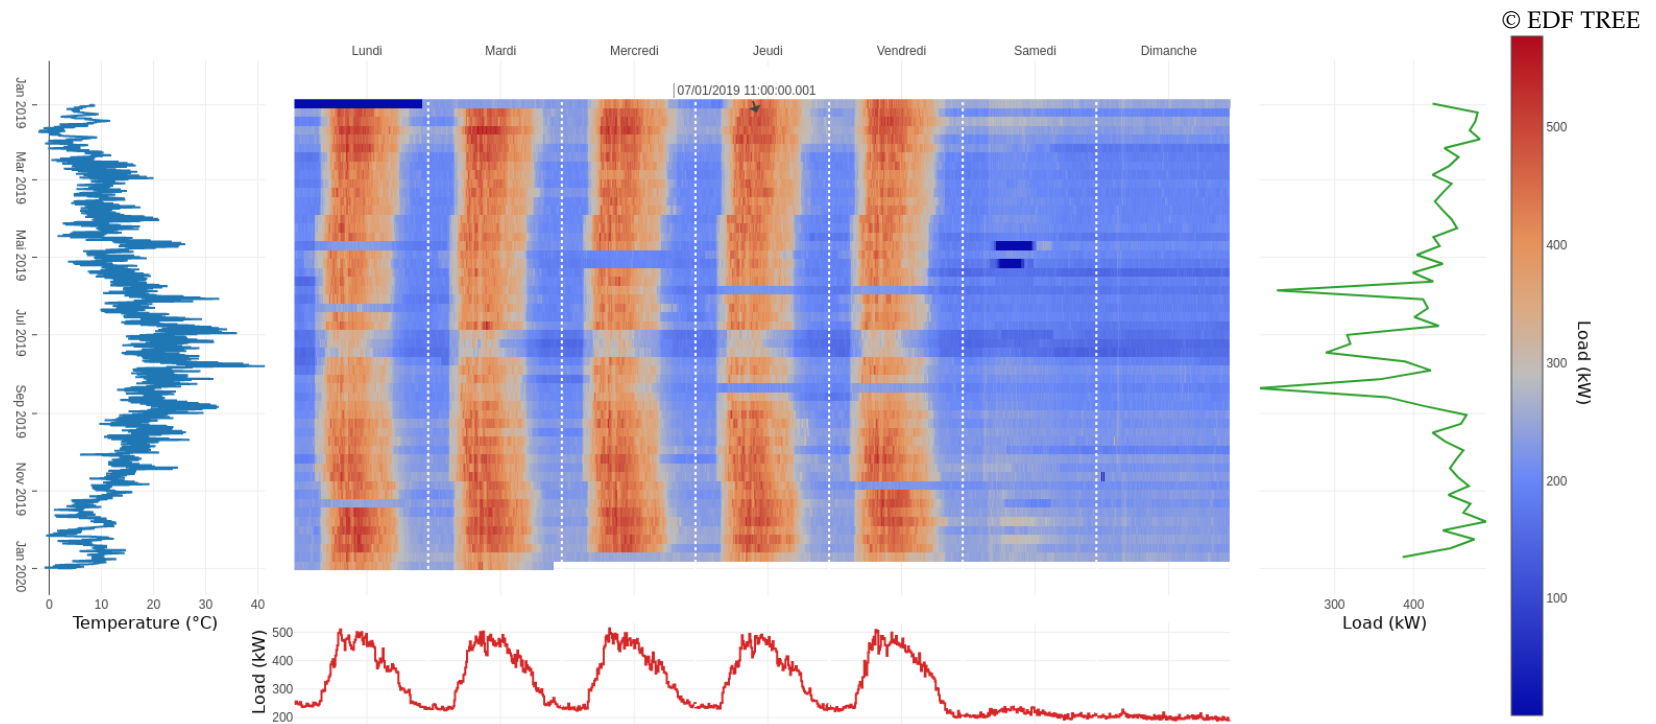 © EDF TREE
Lundi Mardi Mercredi Jeudi Vendredi Samedi Dimanche
07/01/2019 11:00:00.001
Jan 2019
Mar 2019
Mai 2019
Jul 2019
Sep 2019
Nov 2019
Jan 2020
0 10 20 30 40
Temperature (°C)
500
400
300
200
Load (kW)
300 400
Load (kW)
500
400
300
200
100
Load (kW)